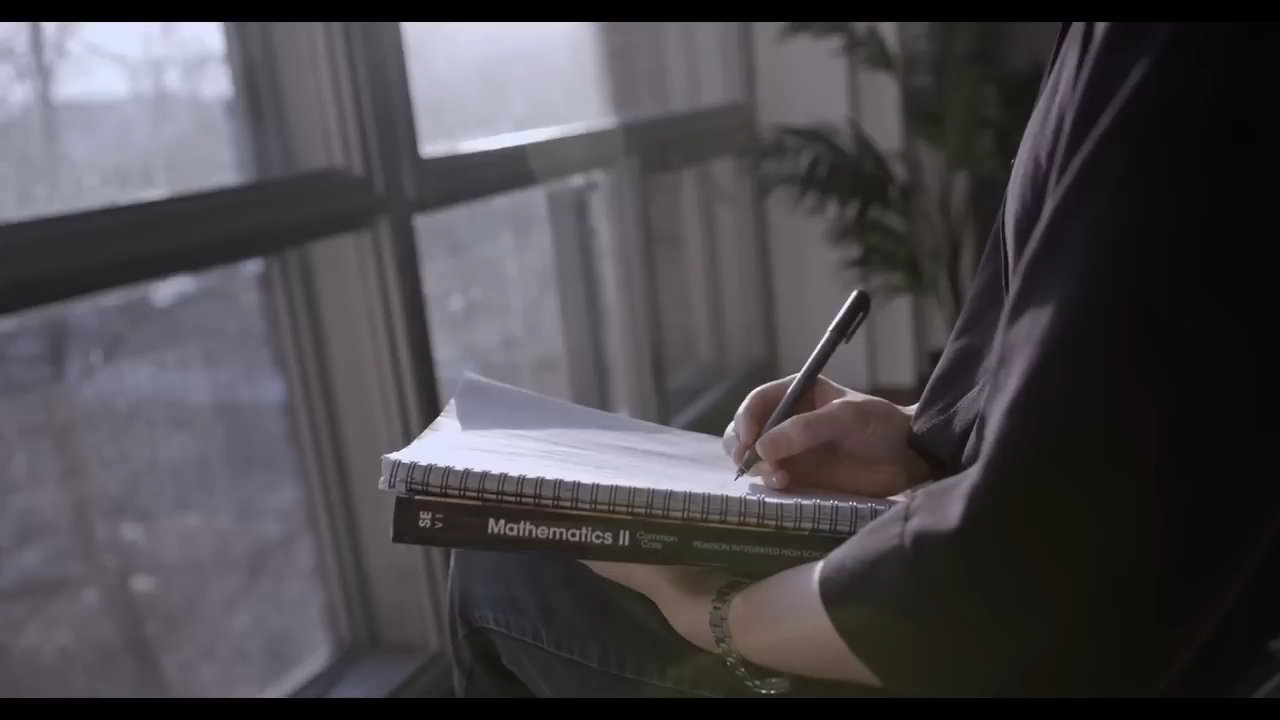 SE
V1
Mathematics II
Common
Core
PEARSON INTEGRATED HIGH SCHO